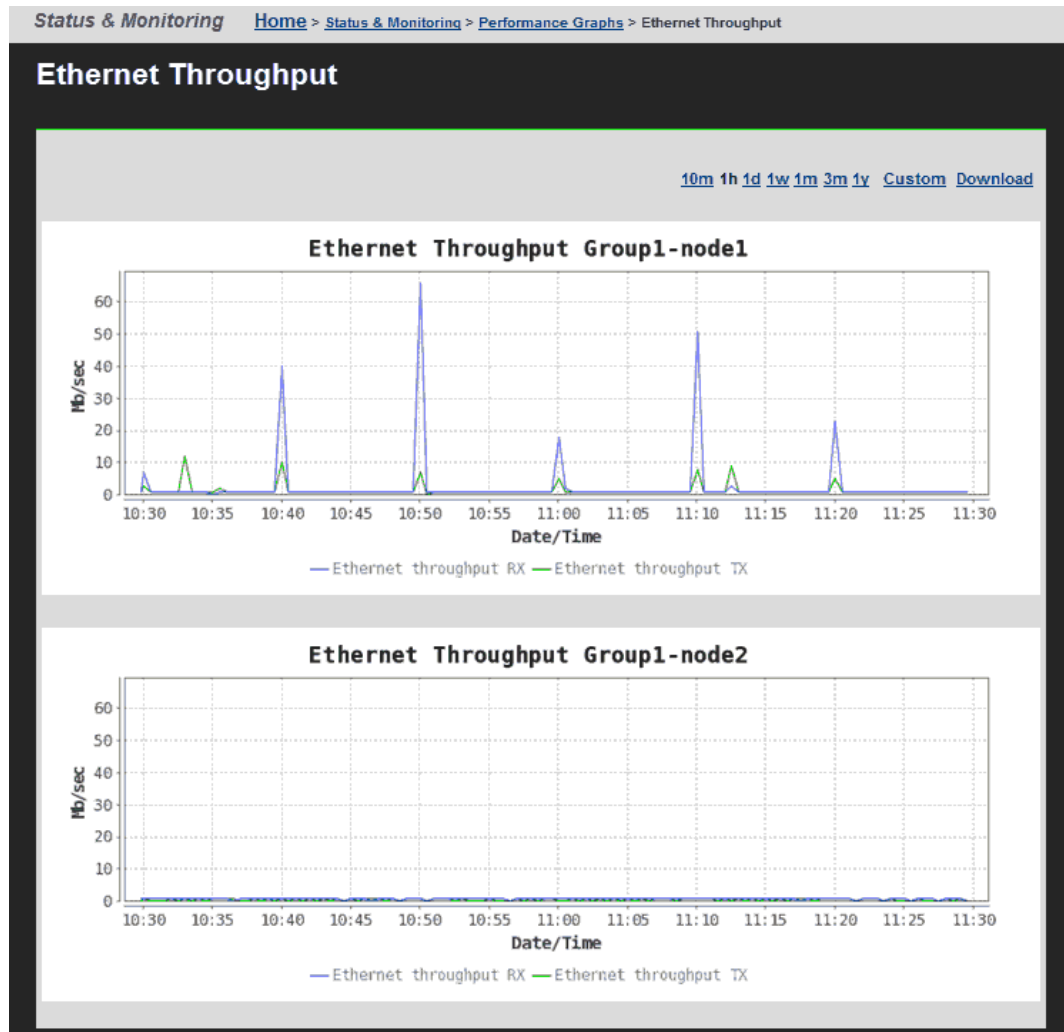 Status & Monitoring Home > Status & Monitoring > Performance Graphs > Ethernet Throughput
Ethernet Throughput
10m 1h 1d 1w 1m 3m 1y Custom Download
Ethernet Throughput Group1-node1
Mb/sec
60
50
40
30
20
10
0
10:30 10:35 10:40 10:45 10:50 10:55 11:00 11:05 11:10 11:15 11:20 11:25 11:30
Date/Time
Ethernet throughput RX Ethernet throughput TX
Ethernet Throughput Group1-node2
Mb/sec
60
50
40
30
20
10
0
10:30 10:35 10:40 10:45 10:50 10:55 11:00 11:05 11:10 11:15 11:20 11:25 11:30
Date/Time
Ethernet throughput RX Ethernet throughput TX